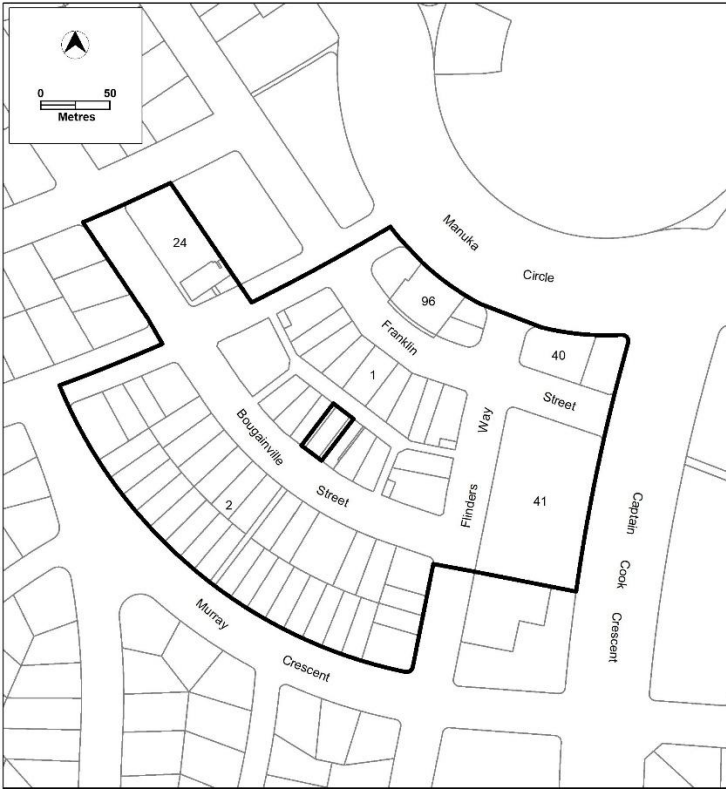 0 50
Metres
Manuka
Circle
24
96
Franklin
40
1
Street
Way
Bougainville
Street
Flinders
41
2
Captain
Cook
Crescent
Murray
Crescent